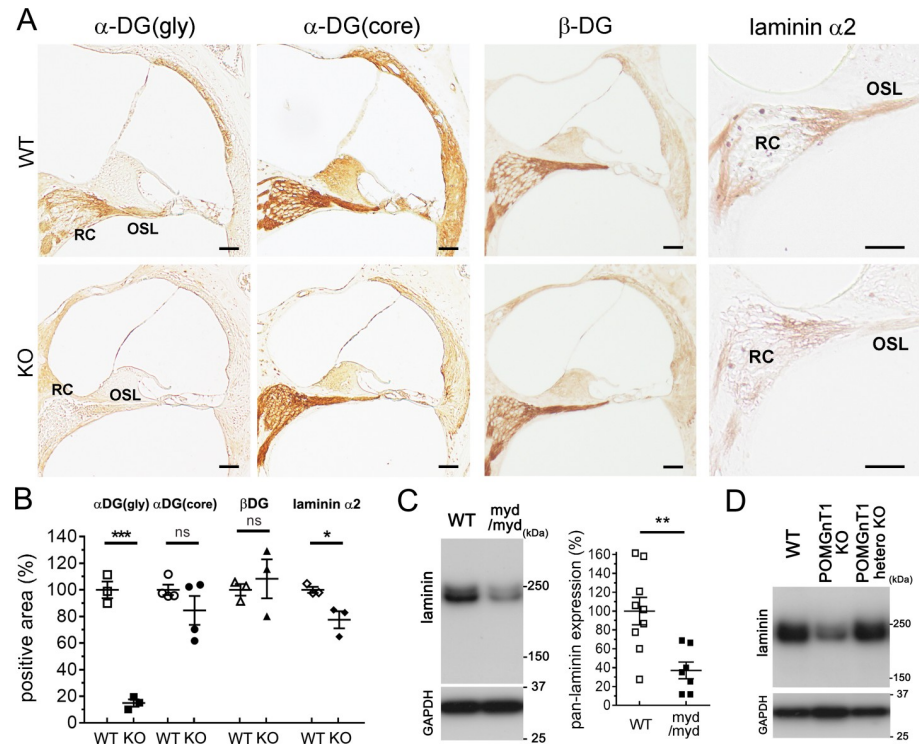 A
α-DG(gly) α-DG(core) β-DG laminin α2
WT
RC OSL
RC OSL
KO
RC OSL
RC OSL
B
αDG(gly) αDG(core) βDG laminin α2
*** ns ns *
positive area (%)
140
120
100
80
60
40
20
0
WT KO WT KO WT KO WT KO
C
WT myd
/myd
(kDa)
laminin
250
150
GAPDH
37
25
**
pan-laminin expression (%)
160
140
120
100
80
60
40
20
0
WT myd
/myd
D
WT
POMGnT1
KO
POMGnT1
hetero KO
(kDa)
laminin
250
150
GAPDH
37
25